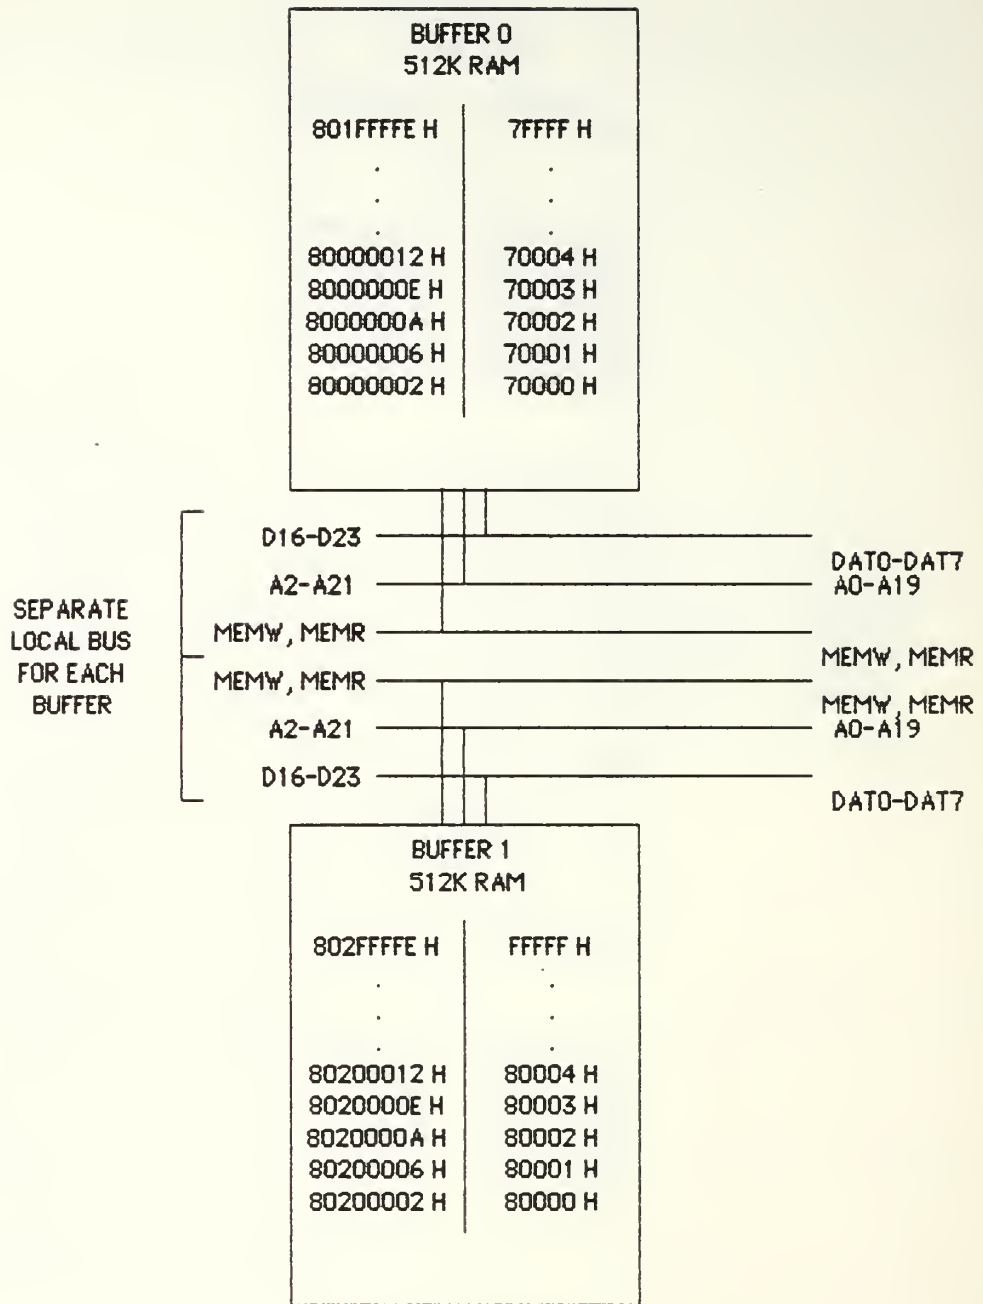 BUFFER 0
512K RAM
801FFFFE H 7FFFF H
80000012 H 70004 H
8000000E H 70003 H
8000000A H 70002 H
80000006 H 70001 H
80000002 H 70000 H
SEPARATE
LOCAL BUS
FOR EACH
BUFFER
D16-D23 DAT0-DAT7
A2-A21 A0-A19
MEMW, MEMR MEMW, MEMR
MEMW, MEMR MEMW, MEMR
A2-A21 A0-A19
D16-D23 DAT0-DAT7
BUFFER 1
512K RAM
802FFFFE H FFFFF H
80200012 H 80004 H
8020000E H 80003 H
8020000A H 80002 H
80200006 H 80001 H
80200002 H 80000 H